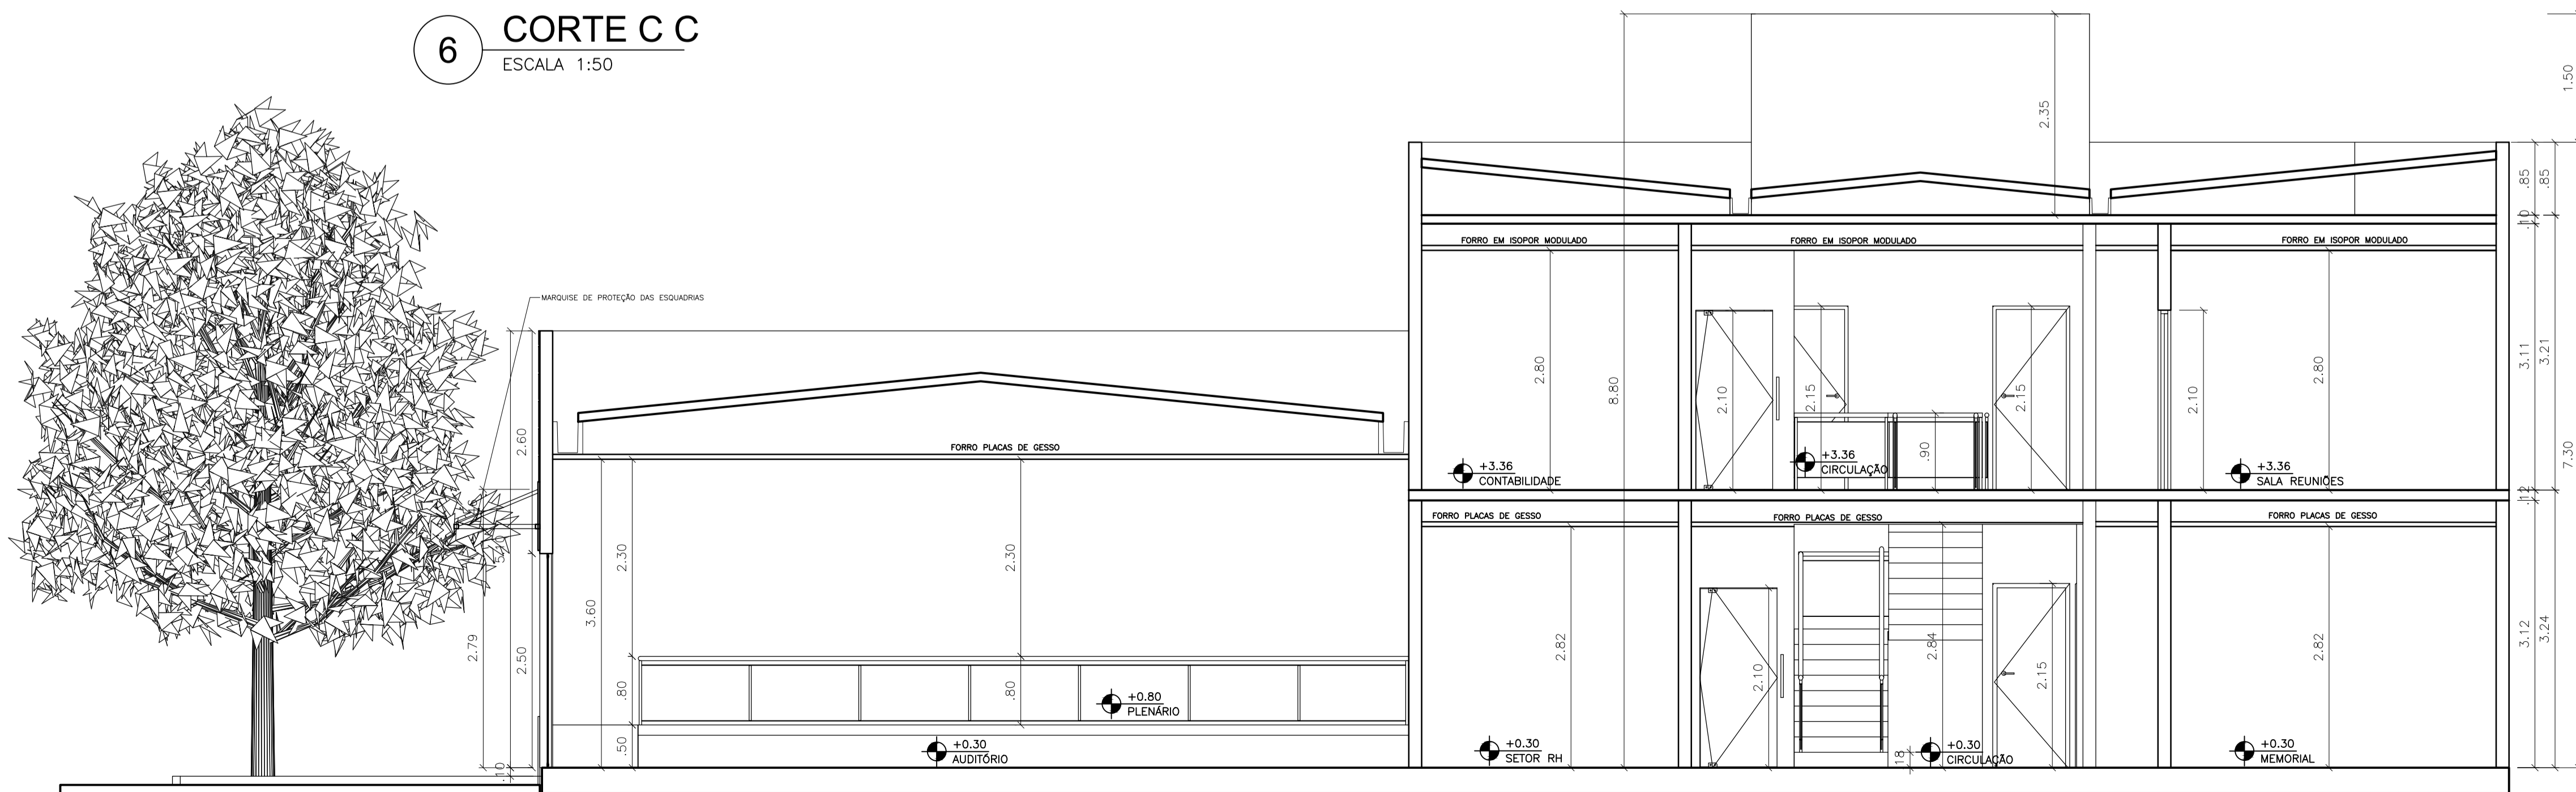 6
CORTE C C
ESCALA 1:50
MARQUISE DE PROTEÇÃO DAS ESQUADRIAS
2.60
2.79
2.50
.10
FORRO PLACAS DE GESSO
3.60
2.30
.80
.50
2.30
.80
+0.80
PLENÁRIO
+0.30
AUDITÓRIO
8.80
2.35
FORRO EM ISOPOR MODULADO
FORRO EM ISOPOR MODULADO
FORRO EM ISOPOR MODULADO
2.80
2.10
2.15
.90
2.15
2.10
2.80
+3.36
CONTABILIDADE
+3.36
CIRCULAÇÃO
+3.36
SALA REUNIÕES
FORRO PLACAS DE GESSO
FORRO PLACAS DE GESSO
FORRO PLACAS DE GESSO
2.82
2.10
2.84
2.15
2.82
.18
+0.30
SETOR RH
+0.30
CIRCULAÇÃO
+0.30
MEMORIAL
1.50
.85
.85
.10
3.11
3.21
7.30
.12
3.12
3.24